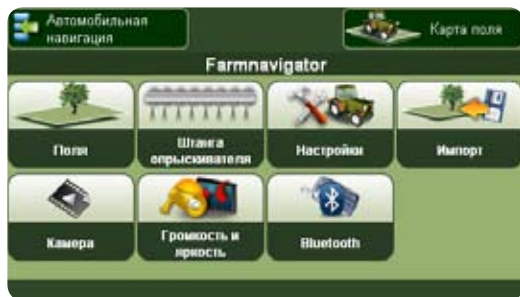 Автомобильная
навигация
Карта поля
Farmnavigator
Поля
Штанга
опрыскивателя
Настройки
Импорт
Камера
Громкость и
яркость
Bluetooth